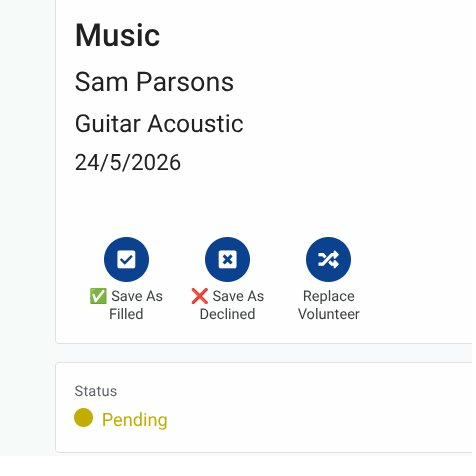 Music
Sam Parsons
Guitar Acoustic
24/5/2026
✅ Save As
Filled
❌ Save As
Declined
Replace
Volunteer
Status
Pending